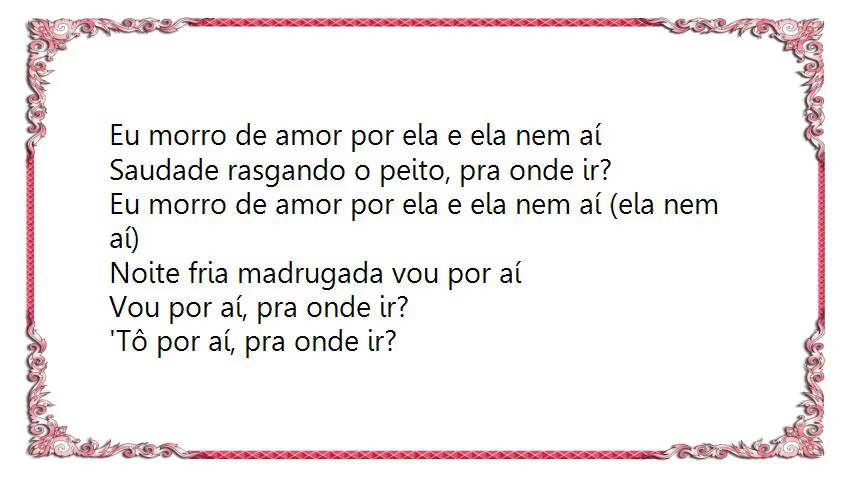 Eu morro de amor por ela e ela nem aí
Saudade rasgando o peito, pra onde ir?
Eu morro de amor por ela e ela nem aí (ela nem
aí)
Noite fria madrugada vou por aí
Vou por aí, pra onde ir?
'Tô por aí, pra onde ir?